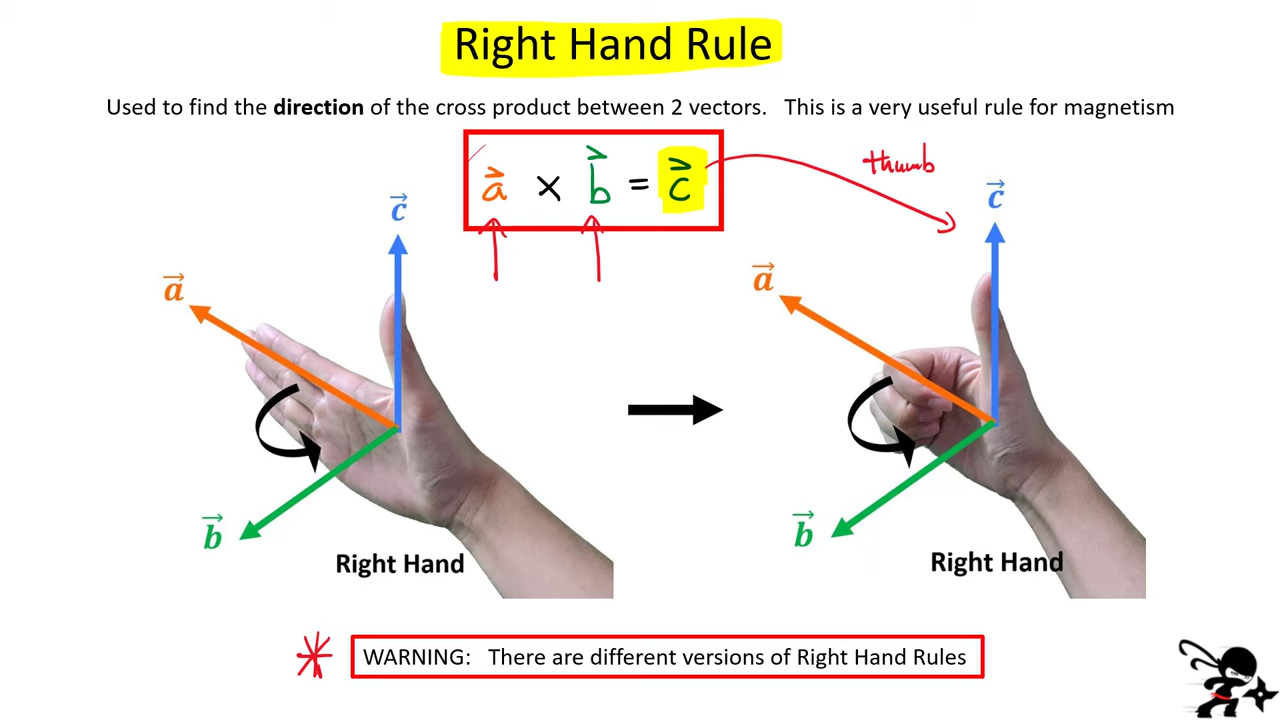 Right Hand Rule
Used to find the direction of the cross product between 2 vectors. This is a very useful rule for magnetism
a⃗ × b⃗ = c⃗
thumb
c⃗
c⃗
a⃗
a⃗
b⃗
b⃗
Right Hand
Right Hand
WARNING: There are different versions of Right Hand Rules